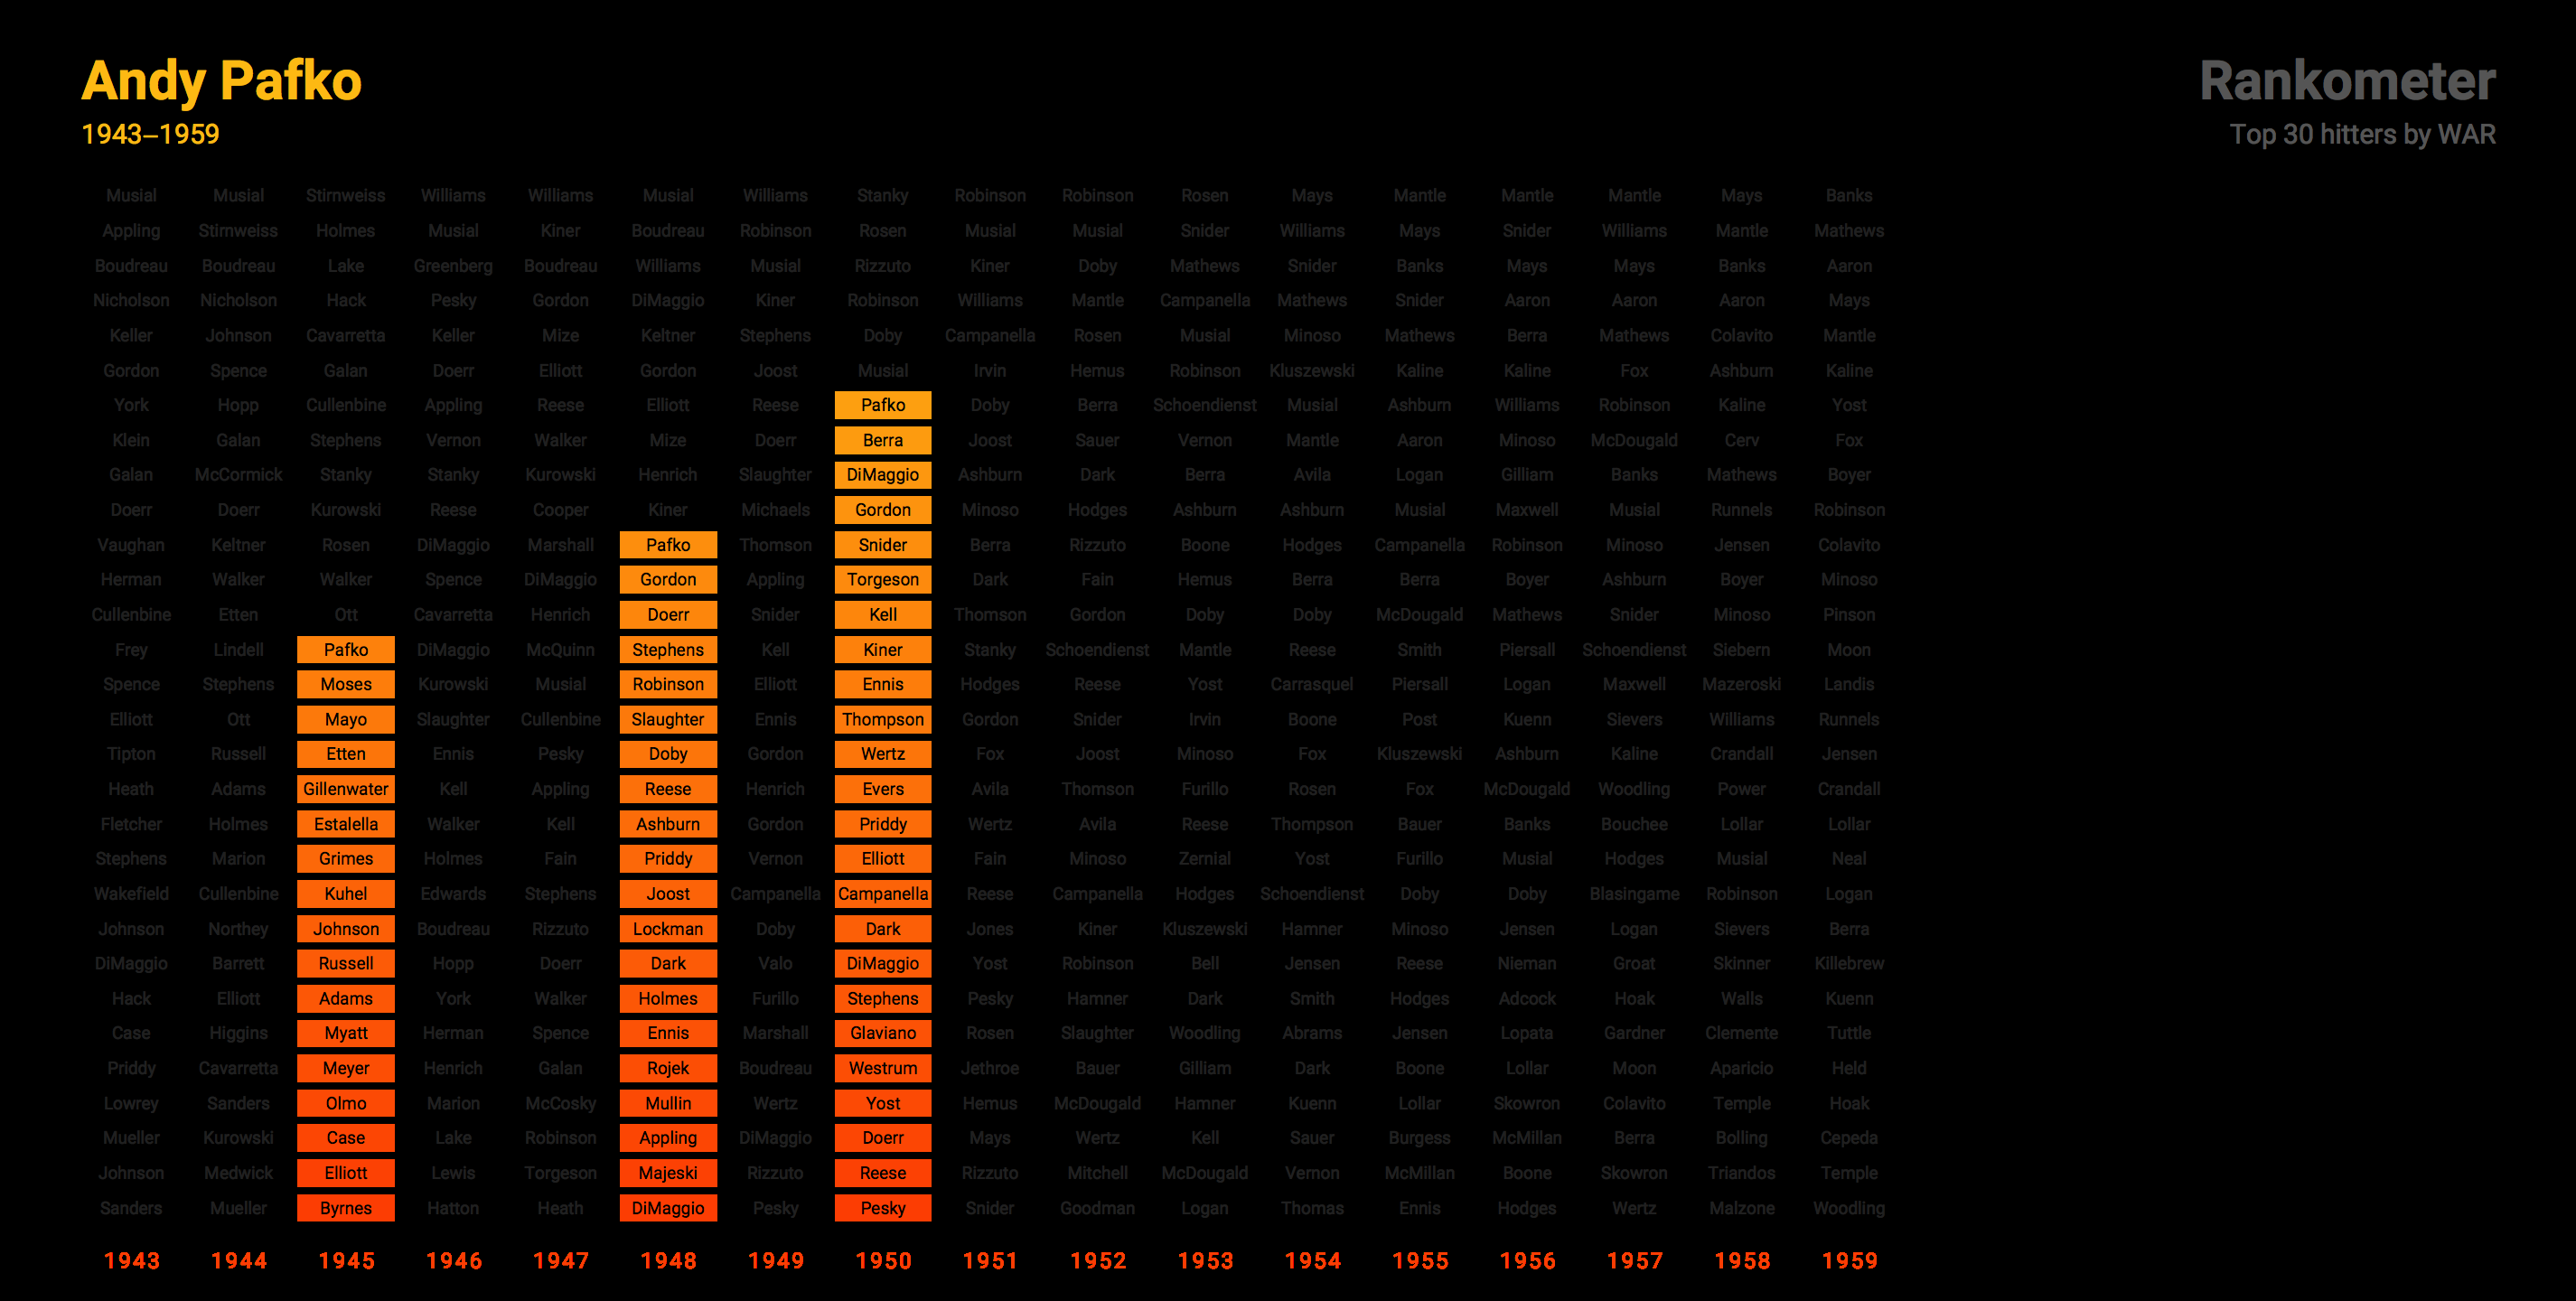 Andy Pafko
1943–1959
Rankometer
Top 30 hitters by WAR
Musial Musial Stirnweiss Williams Williams Musial Williams Stanky Robinson Robinson Rosen Mays Mantle Mantle Mantle Mays Banks
Appling Stirnweiss Holmes Musial Kiner Boudreau Robinson Rosen Musial Musial Snider Williams Mays Snider Williams Mantle Mathews
Boudreau Boudreau Lake Greenberg Boudreau Williams Musial Rizzuto Kiner Doby Mathews Snider Banks Mays Mays Banks Aaron
Nicholson Nicholson Hack Pesky Gordon DiMaggio Kiner Robinson Williams Mantle Campanella Mathews Snider Aaron Aaron Aaron Mays
Keller Johnson Cavarretta Keller Mize Keltner Stephens Doby Campanella Rosen Musial Minoso Mathews Berra Mathews Colavito Mantle
Gordon Spence Galan Doerr Elliott Gordon Joost Musial Irvin Hemus Robinson Kluszewski Kaline Kaline Fox Ashburn Kaline
York Hopp Cullenbine Appling Reese Elliott Reese Pafko Doby Berra Schoendienst Musial Ashburn Williams Robinson Kaline Yost
Klein Galan Stephens Vernon Walker Mize Doerr Berra Joost Sauer Vernon Mantle Aaron Minoso McDougald Cerv Fox
Galan McCormick Stanky Stanky Kurowski Henrich Slaughter DiMaggio Ashburn Dark Berra Avila Logan Gilliam Banks Mathews Boyer
Doerr Doerr Kurowski Reese Cooper Kiner Michaels Gordon Minoso Hodges Ashburn Ashburn Musial Maxwell Musial Runnels Robinson
Vaughan Keltner Rosen DiMaggio Marshall Pafko Thomson Snider Berra Rizzuto Boone Hodges Campanella Robinson Minoso Jensen Colavito
Herman Walker Walker Spence DiMaggio Gordon Appling Torgeson Dark Fain Hemus Berra Berra Boyer Ashburn Boyer Minoso
Cullenbine Etten Ott Cavarretta Henrich Doerr Snider Kell Thomson Gordon Doby Doby McDougald Mathews Snider Minoso Pinson
Frey Lindell Pafko DiMaggio McQuinn Stephens Kell Kiner Stanky Schoendienst Mantle Reese Smith Piersall Schoendienst Siebern Moon
Spence Stephens Moses Kurowski Musial Robinson Elliott Ennis Hodges Reese Yost Carrasquel Piersall Logan Maxwell Mazeroski Landis
Elliott Ott Mayo Slaughter Cullenbine Slaughter Ennis Thompson Gordon Snider Irvin Boone Post Kuenn Sievers Williams Runnels
Tipton Russell Etten Ennis Pesky Doby Gordon Wertz Fox Joost Minoso Fox Kluszewski Ashburn Kaline Crandall Jensen
Heath Adams Gillenwater Kell Appling Reese Henrich Evers Avila Thomson Furillo Rosen Fox McDougald Woodling Power Crandall
Fletcher Holmes Estalella Walker Kell Ashburn Gordon Priddy Wertz Avila Reese Thompson Bauer Banks Bouchee Lollar Lollar
Stephens Marion Grimes Holmes Fain Priddy Vernon Elliott Fain Minoso Zernial Yost Furillo Musial Hodges Musial Neal
Wakefield Cullenbine Kuhel Edwards Stephens Joost Campanella Campanella Reese Campanella Hodges Schoendienst Doby Doby Blasingame Robinson Logan
Johnson Northey Johnson Boudreau Rizzuto Lockman Doby Dark Jones Kiner Kluszewski Hamner Minoso Jensen Logan Sievers Berra
DiMaggio Barrett Russell Hopp Doerr Dark Valo DiMaggio Yost Robinson Bell Jensen Reese Nieman Groat Skinner Killebrew
Hack Elliott Adams York Walker Holmes Furillo Stephens Pesky Hamner Dark Smith Hodges Adcock Hoak Walls Kuenn
Case Higgins Myatt Herman Spence Ennis Marshall Glaviano Rosen Slaughter Woodling Abrams Jensen Lopata Gardner Clemente Tuttle
Priddy Cavarretta Meyer Henrich Galan Rojek Boudreau Westrum Jethroe Bauer Gilliam Dark Boone Lollar Moon Aparicio Held
Lowrey Sanders Olmo Marion McCosky Mullin Wertz Yost Hemus McDougald Hamner Kuenn Lollar Skowron Colavito Temple Hoak
Mueller Kurowski Case Lake Robinson Appling DiMaggio Doerr Mays Wertz Kell Sauer Burgess McMillan Berra Bolling Cepeda
Johnson Medwick Elliott Lewis Torgeson Majeski Rizzuto Reese Rizzuto Mitchell McDougald Vernon McMillan Boone Skowron Triandos Temple
Sanders Mueller Byrnes Hatton Heath DiMaggio Pesky Pesky Snider Goodman Logan Thomas Ennis Hodges Wertz Malzone Woodling
1943 1944 1945 1946 1947 1948 1949 1950 1951 1952 1953 1954 1955 1956 1957 1958 1959